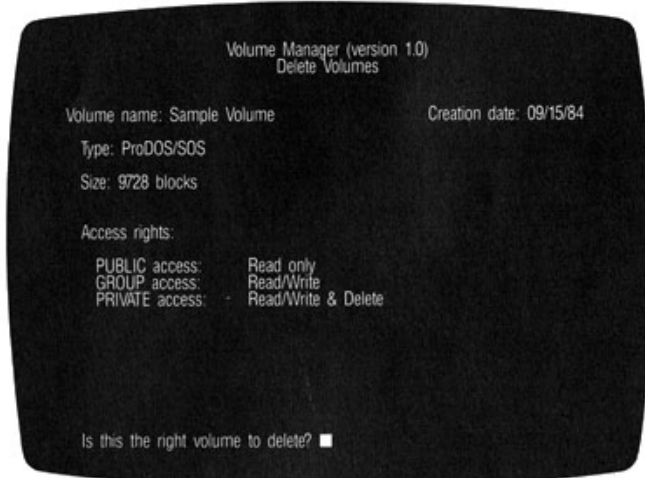 Volume Manager (version 1.0)
Delete Volumes
Volume name: Sample Volume Creation date: 09/15/84
Type: ProDOS/SOS
Size: 9728 blocks
Access rights:
PUBLIC access: Read only
GROUP access: Read/Write
PRIVATE access: Read/Write & Delete
Is this the right volume to delete?